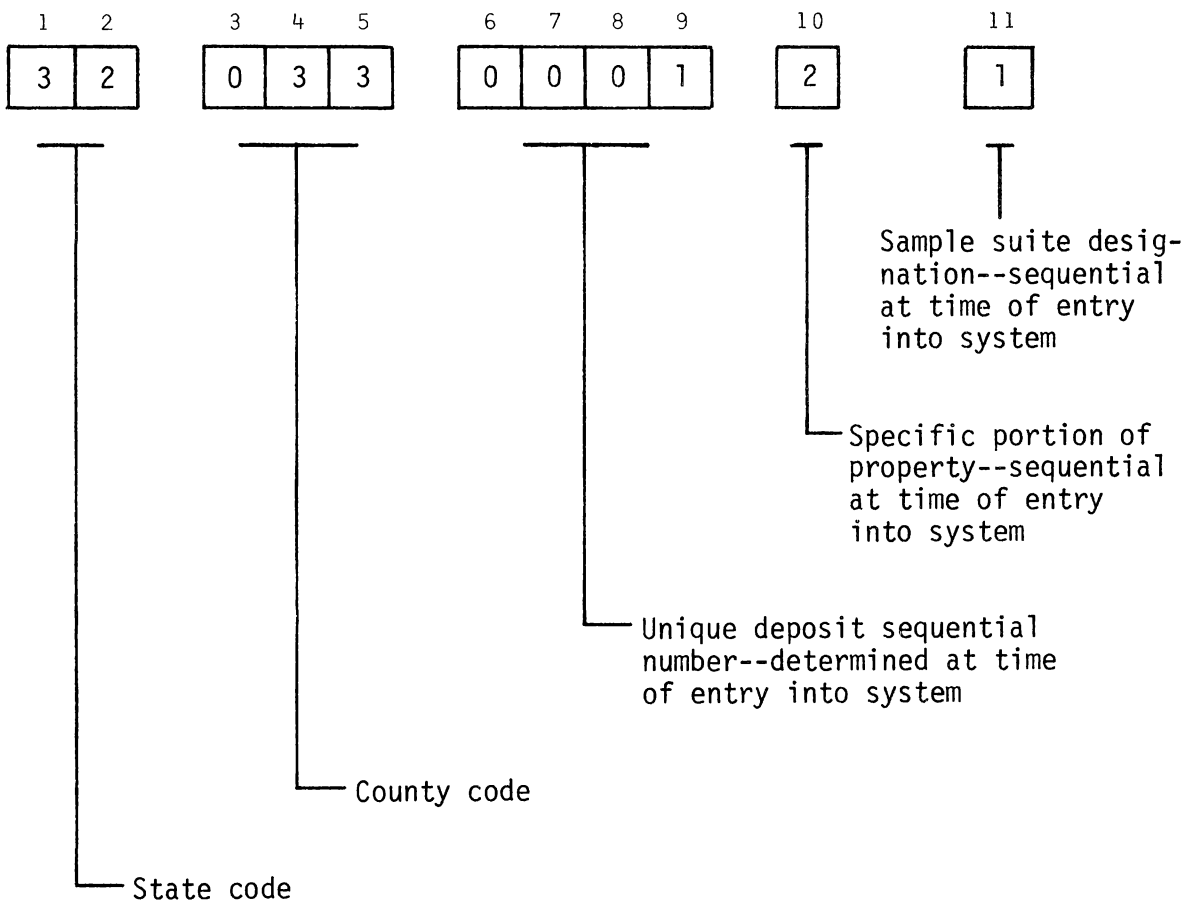 1 2 3 4 5 6 7 8 9 10 11
3 2 0 3 3 0 0 0 1 2 1
Sample suite desig-
nation--sequential
at time of entry
into system
Specific portion of
property--sequential
at time of entry
into system
Unique deposit sequential
number--determined at time
of entry into system
County code
State code